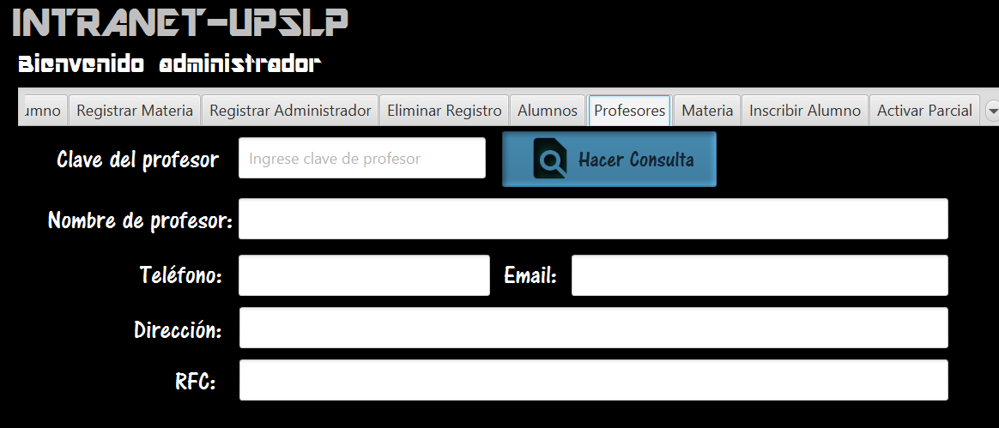 INTRANET-UPSLP
Bienvenido administrador
umno Registrar Materia Registrar Administrador Eliminar Registro Alumnos Profesores Materia Inscribir Alumno Activar Parcial
Clave del profesor Ingrese clave de profesor Hacer Consulta
Nombre de profesor:
Teléfono: Email:
Dirección:
RFC: